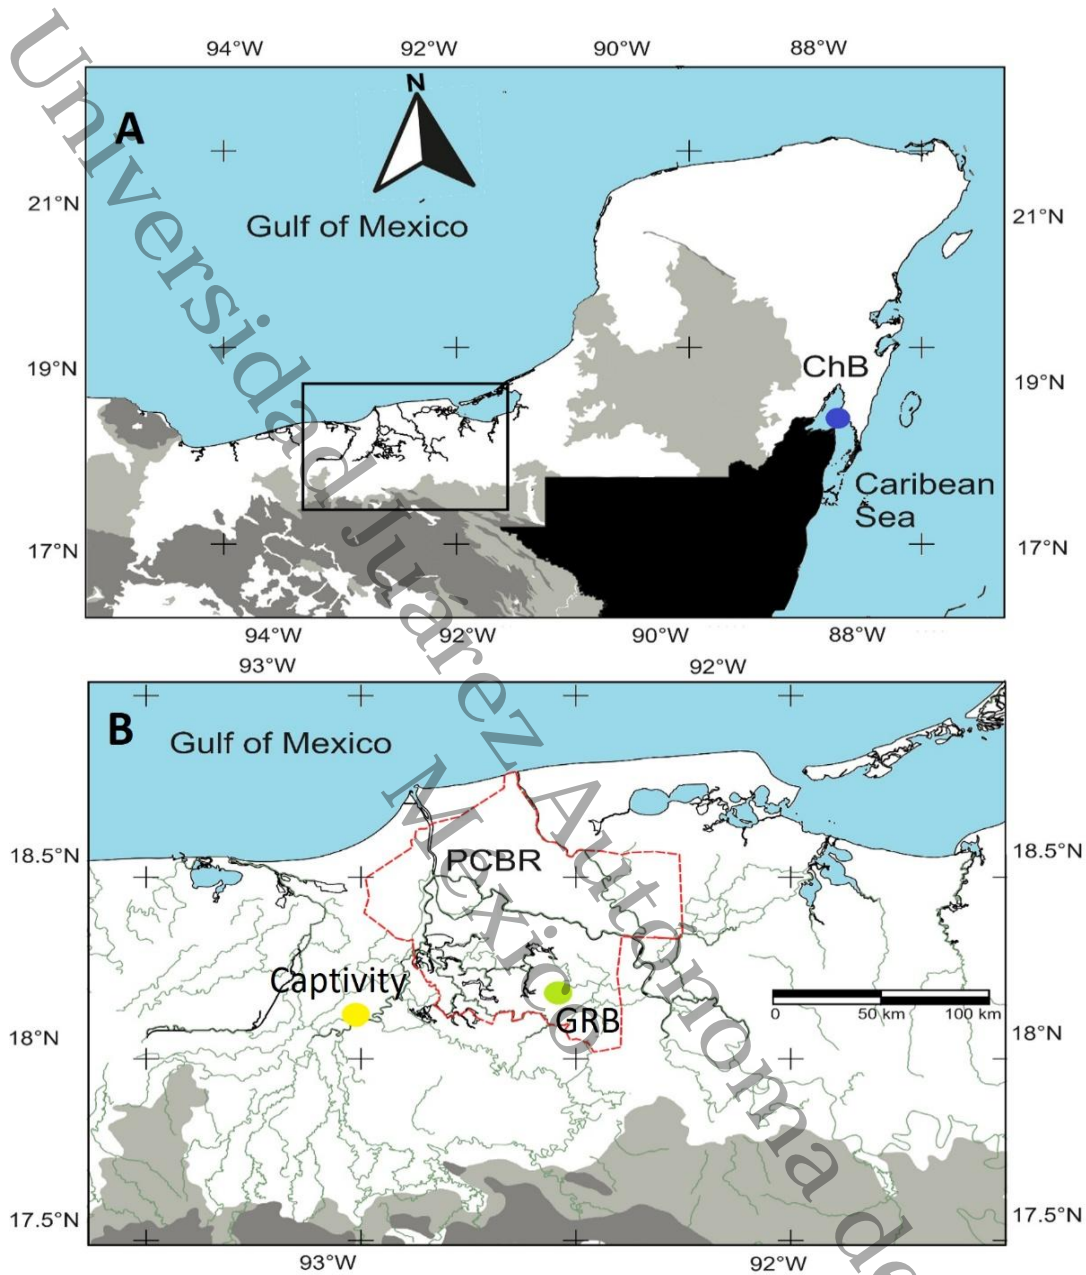 94°W 92°W 90°W 88°W
N
A
21°N 21°N
Gulf of Mexico
19°N 19°N
ChB
Caribean
Sea
17°N 17°N
94°W 92°W 90°W 88°W
93°W 92°W
B
Gulf of Mexico
18.5°N 18.5°N
PCBR
Captivity
GRB
0 50 km 100 km
18°N 18°N
17.5°N 17.5°N
93°W 92°W
Universidad Juárez Autónoma de
México